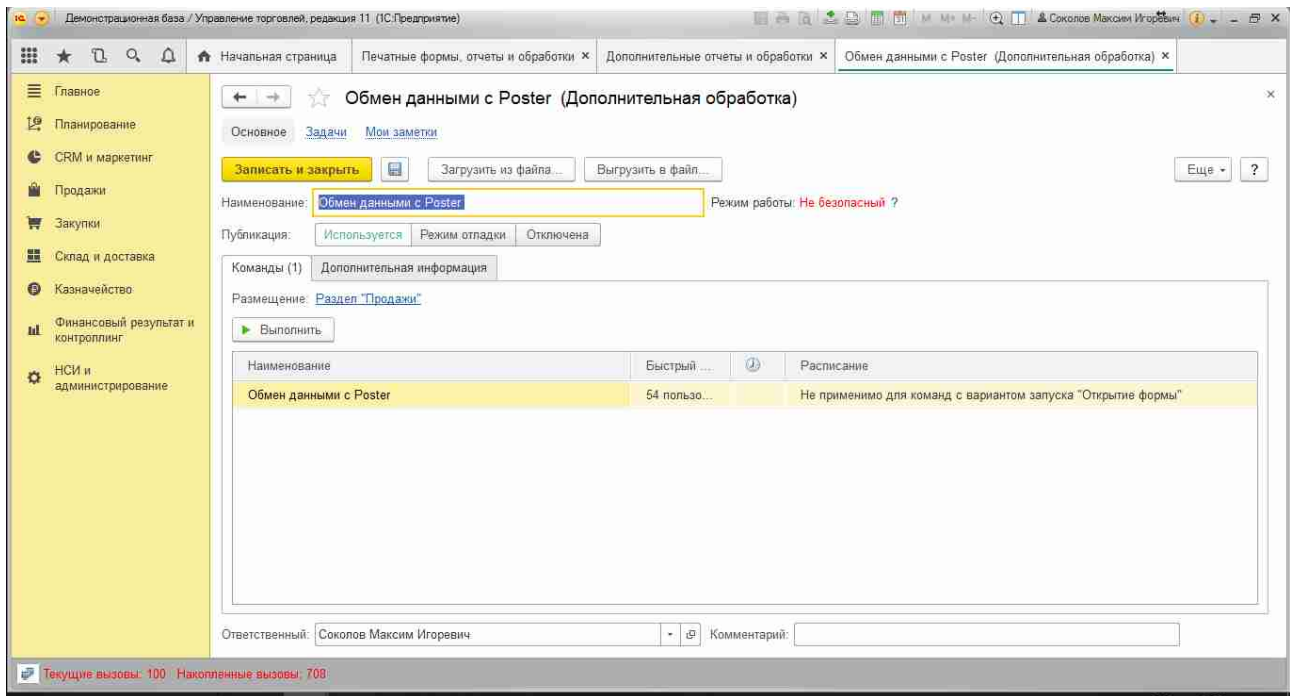 Демонстрационная база / Управление торговлей, редакция 11 (1С:Предприятие)
M M+ M- Соколов Максим Игоревич
Начальная страница Печатные формы, отчеты и обработки × Дополнительные отчеты и обработки × Обмен данными с Poster (Дополнительная обработка) ×
Главное
Планирование
CRM и маркетинг
Продажи
Закупки
Склад и доставка
Казначейство
Финансовый результат и
контроллинг
НСИ и
администрирование
Обмен данными с Poster (Дополнительная обработка)
Основное Задачи Мои заметки
Записать и закрыть Загрузить из файла... Выгрузить в файл... Еще ?
Наименование: Обмен данными с Poster Режим работы: Не безопасный ?
Публикация: Используется Режим отладки Отключена
Команды (1) Дополнительная информация
Размещение: Раздел "Продажи"
Выполнить
Наименование Быстрый ... Расписание
Обмен данными с Poster 54 пользо... Не применимо для команд с вариантом запуска "Открытие формы"
Ответственный: Соколов Максим Игоревич Комментарий:
Текущие вызовы: 100 Накопленные вызовы: 708